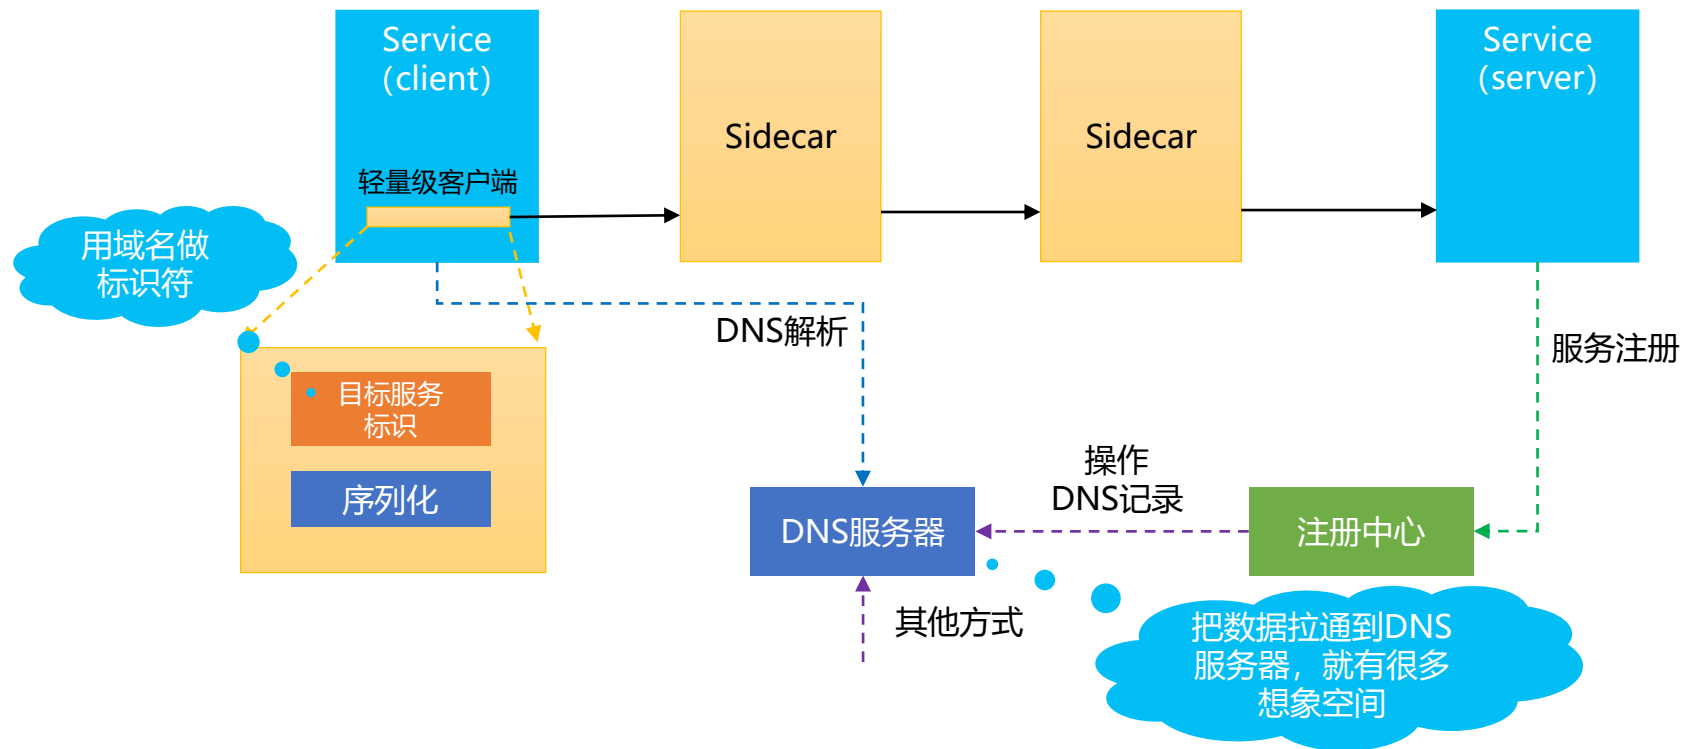 Service
（client）
轻量级客户端
Sidecar
Sidecar
Service
（server）
用域名做
标识符
DNS解析
服务注册
目标服务
标识
序列化
操作
DNS记录
DNS服务器
注册中心
其他方式
把数据拉通到DNS
服务器，就有很多
想象空间